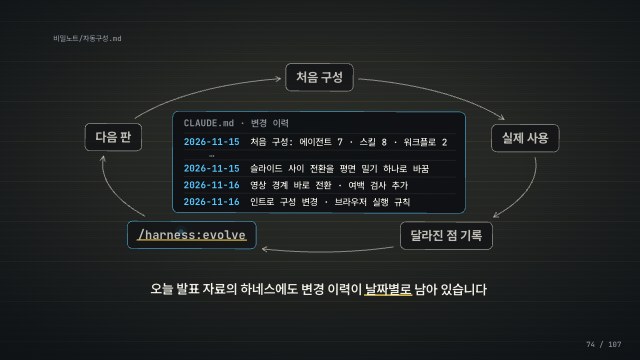 비밀노트/자동구성.md
처음 구성
다음 판
실제 사용
CLAUDE.md · 변경 이력
2026-11-15 처음 구성: 에이전트 7 · 스킬 8 · 워크플로 2
…
2026-11-15 슬라이드 사이 전환을 평면 밀기 하나로 바꿈
2026-11-16 영상 경계 바로 전환 · 여백 검사 추가
2026-11-16 인트로 구성 변경 · 브라우저 실행 규칙
/harness:evolve
달라진 점 기록
오늘 발표 자료의 하네스에도 변경 이력이 날짜별로 남아 있습니다
74 / 107